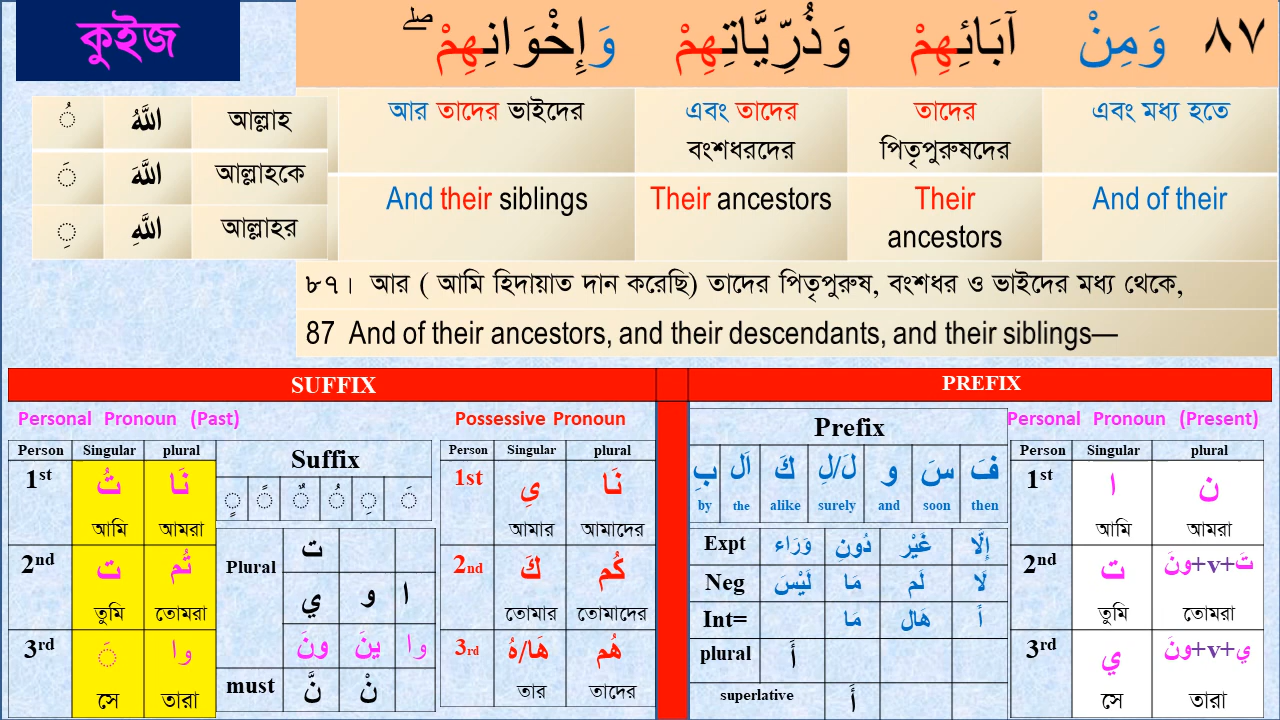 কুইজ
٨٧ وَمِنْ آبَائِهِمْ وَذُرِّيَّاتِهِمْ وَإِخْوَانِهِمْ ۖ
এবং মধ্য হতে
তাদের
পিতৃপুরুষদের
এবং তাদের
বংশধরদের
আর তাদের ভাইদের
And of their
Their
ancestors
Their ancestors
And their siblings
ُ اللَّهُ আল্লাহ
َ اللَّهَ আল্লাহকে
ِ اللَّهِ আল্লাহর
৮৭। আর ( আমি হিদায়াত দান করেছি) তাদের পিতৃপুরুষ, বংশধর ও ভাইদের মধ্য থেকে,
87 And of their ancestors, and their descendants, and their siblings—
SUFFIX
Personal Pronoun (Past)
Person Singular plural
1st تُ نَا
আমি আমরা
2nd ت تُم
তুমি তোমরা
3rd َ وا
সে তারা
Suffix
ٍ ً ٌ ُ ِ َ
Plural ت
ي و ا
ونَ ينَ وا
must نَّ نْ
Possessive Pronoun
Person Singular plural
1st ي نَا
আমার আমাদের
2nd كَ كُم
তোমার তোমাদের
3rd هَا/هُ هُم
তার তাদের
PREFIX
Prefix
بِ اَل كَ لَ/لِ و سَ فَ
by the alike surely and soon then
Expt وَرَاء دُونِ غَيْر إِلَّا
Neg لَيْسَ مَا لَم لَا
Int= مَا هَال أَ
plural أَ
superlative أَ
Personal Pronoun (Present)
Person Singular plural
1st ا ن
আমি আমরা
2nd ت تَ+v+ونَ
তুমি তোমরা
3rd ي ي+v+ونَ
সে তারা